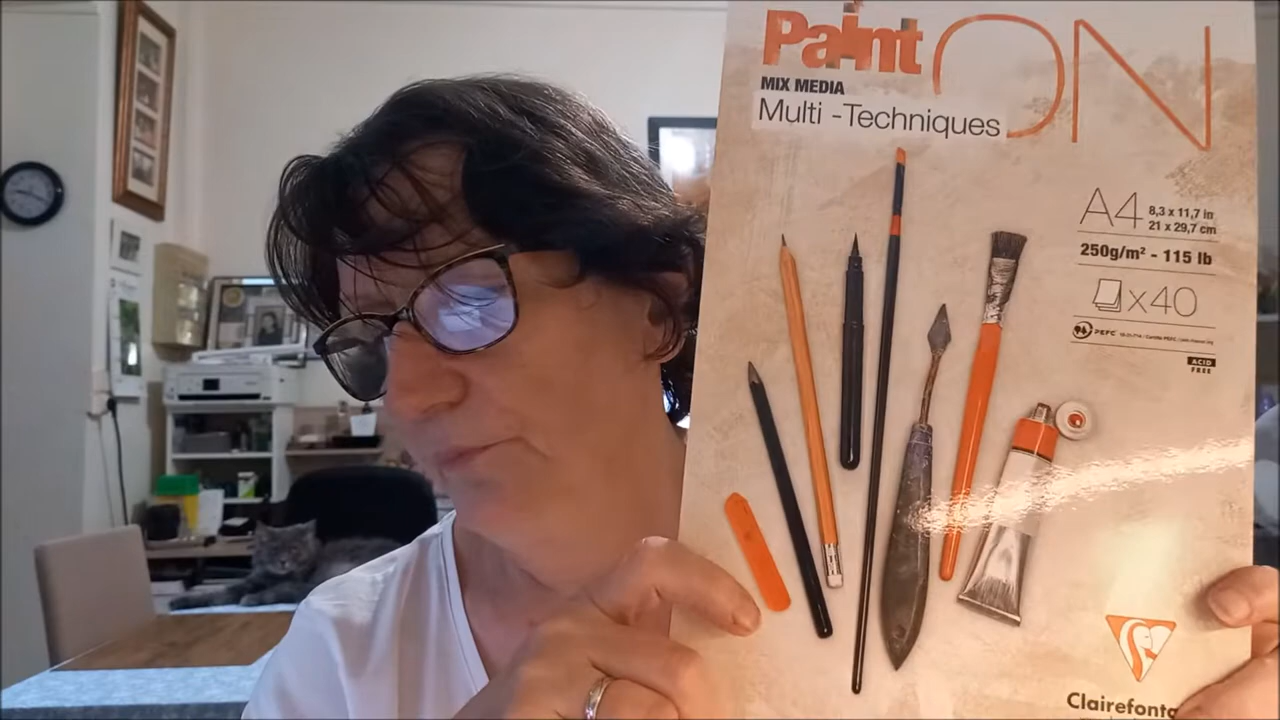 Paint ON
MIX MEDIA
Multi -Techniques
A4
8,3 x 11,7 in
21 x 29,7 cm
250g/m² - 115 lb
x40
PEFC
ACID
FREE
Clairefonta